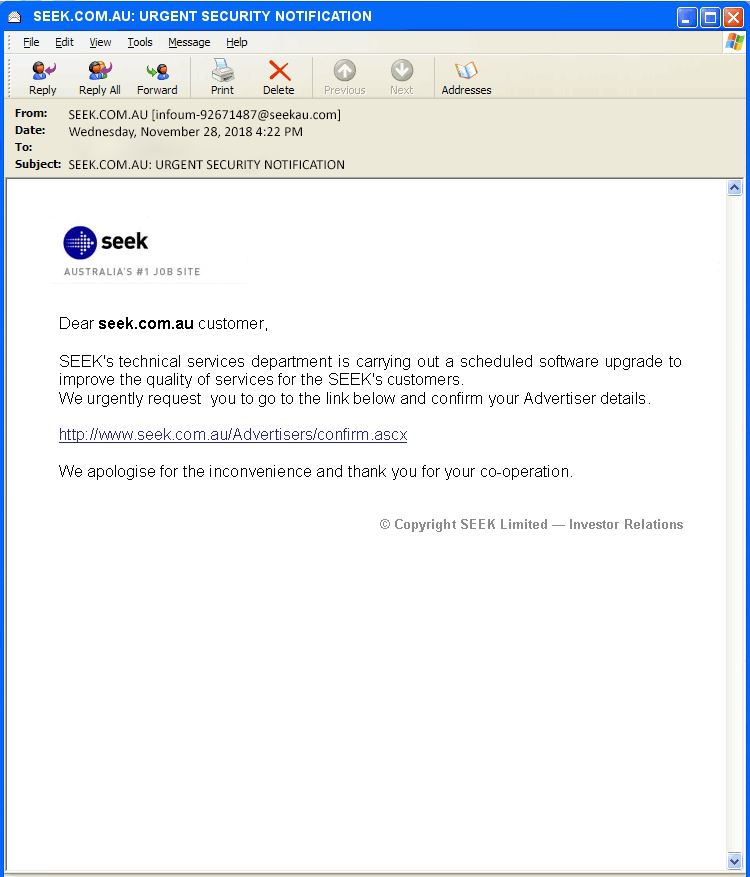 SEEK.COM.AU: URGENT SECURITY NOTIFICATION
File Edit View Tools Message Help
Reply Reply All Forward Print Delete Previous Next Addresses
From: SEEK.COM.AU [infoum-92671487@seekau.com]
Date: Wednesday, November 28, 2018 4:22 PM
To:
Subject: SEEK.COM.AU: URGENT SECURITY NOTIFICATION
seek
AUSTRALIA'S #1 JOB SITE
Dear seek.com.au customer,
SEEK's technical services department is carrying out a scheduled software upgrade to
improve the quality of services for the SEEK's customers.
We urgently request  you to go to the link below and confirm your Advertiser details.
http://www.seek.com.au/Advertisers/confirm.ascx
We apologise for the inconvenience and thank you for your co-operation.
© Copyright SEEK Limited — Investor Relations